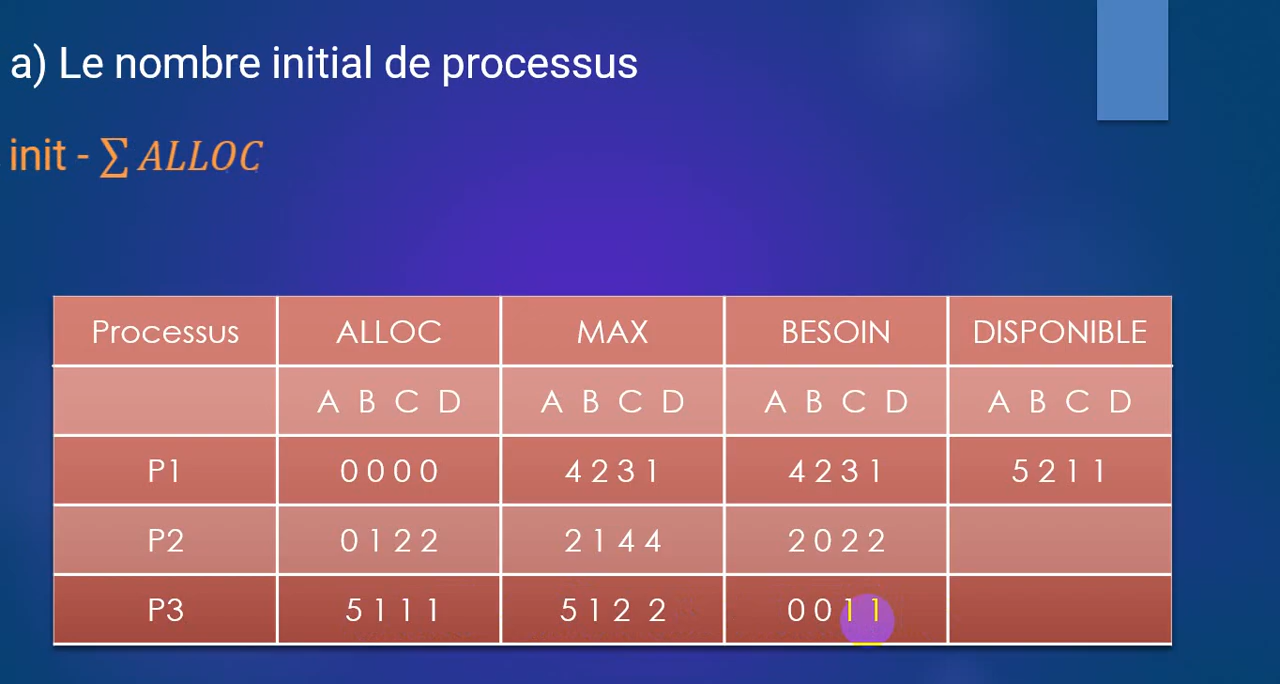 a) Le nombre initial de processus
init - ∑ ALLOC
Processus ALLOC MAX BESOIN DISPONIBLE
A B C D A B C D A B C D A B C D
P1 0 0 0 0 4 2 3 1 4 2 3 1 5 2 1 1
P2 0 1 2 2 2 1 4 4 2 0 2 2
P3 5 1 1 1 5 1 2 2 0 0 1 1